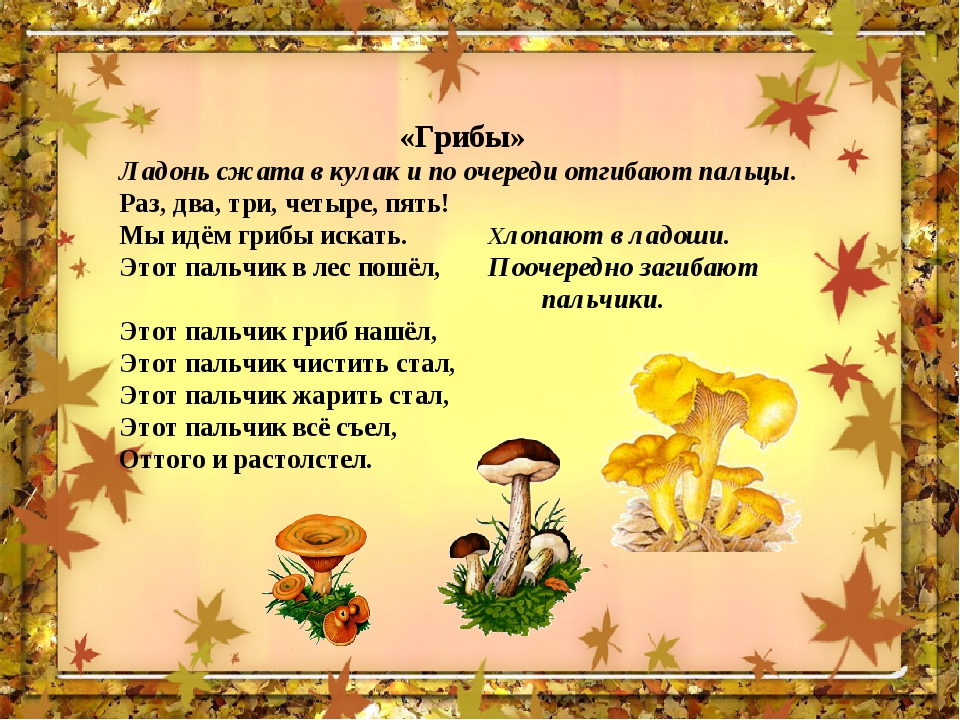 «Грибы»
Ладонь сжата в кулак и по очереди отгибают пальцы.
Раз, два, три, четыре, пять!
Мы идём грибы искать. Хлопают в ладоши.
Этот пальчик в лес пошёл, Поочередно загибают
пальчики.
Этот пальчик гриб нашёл,
Этот пальчик чистить стал,
Этот пальчик жарить стал,
Этот пальчик всё съел,
Оттого и растолстел.